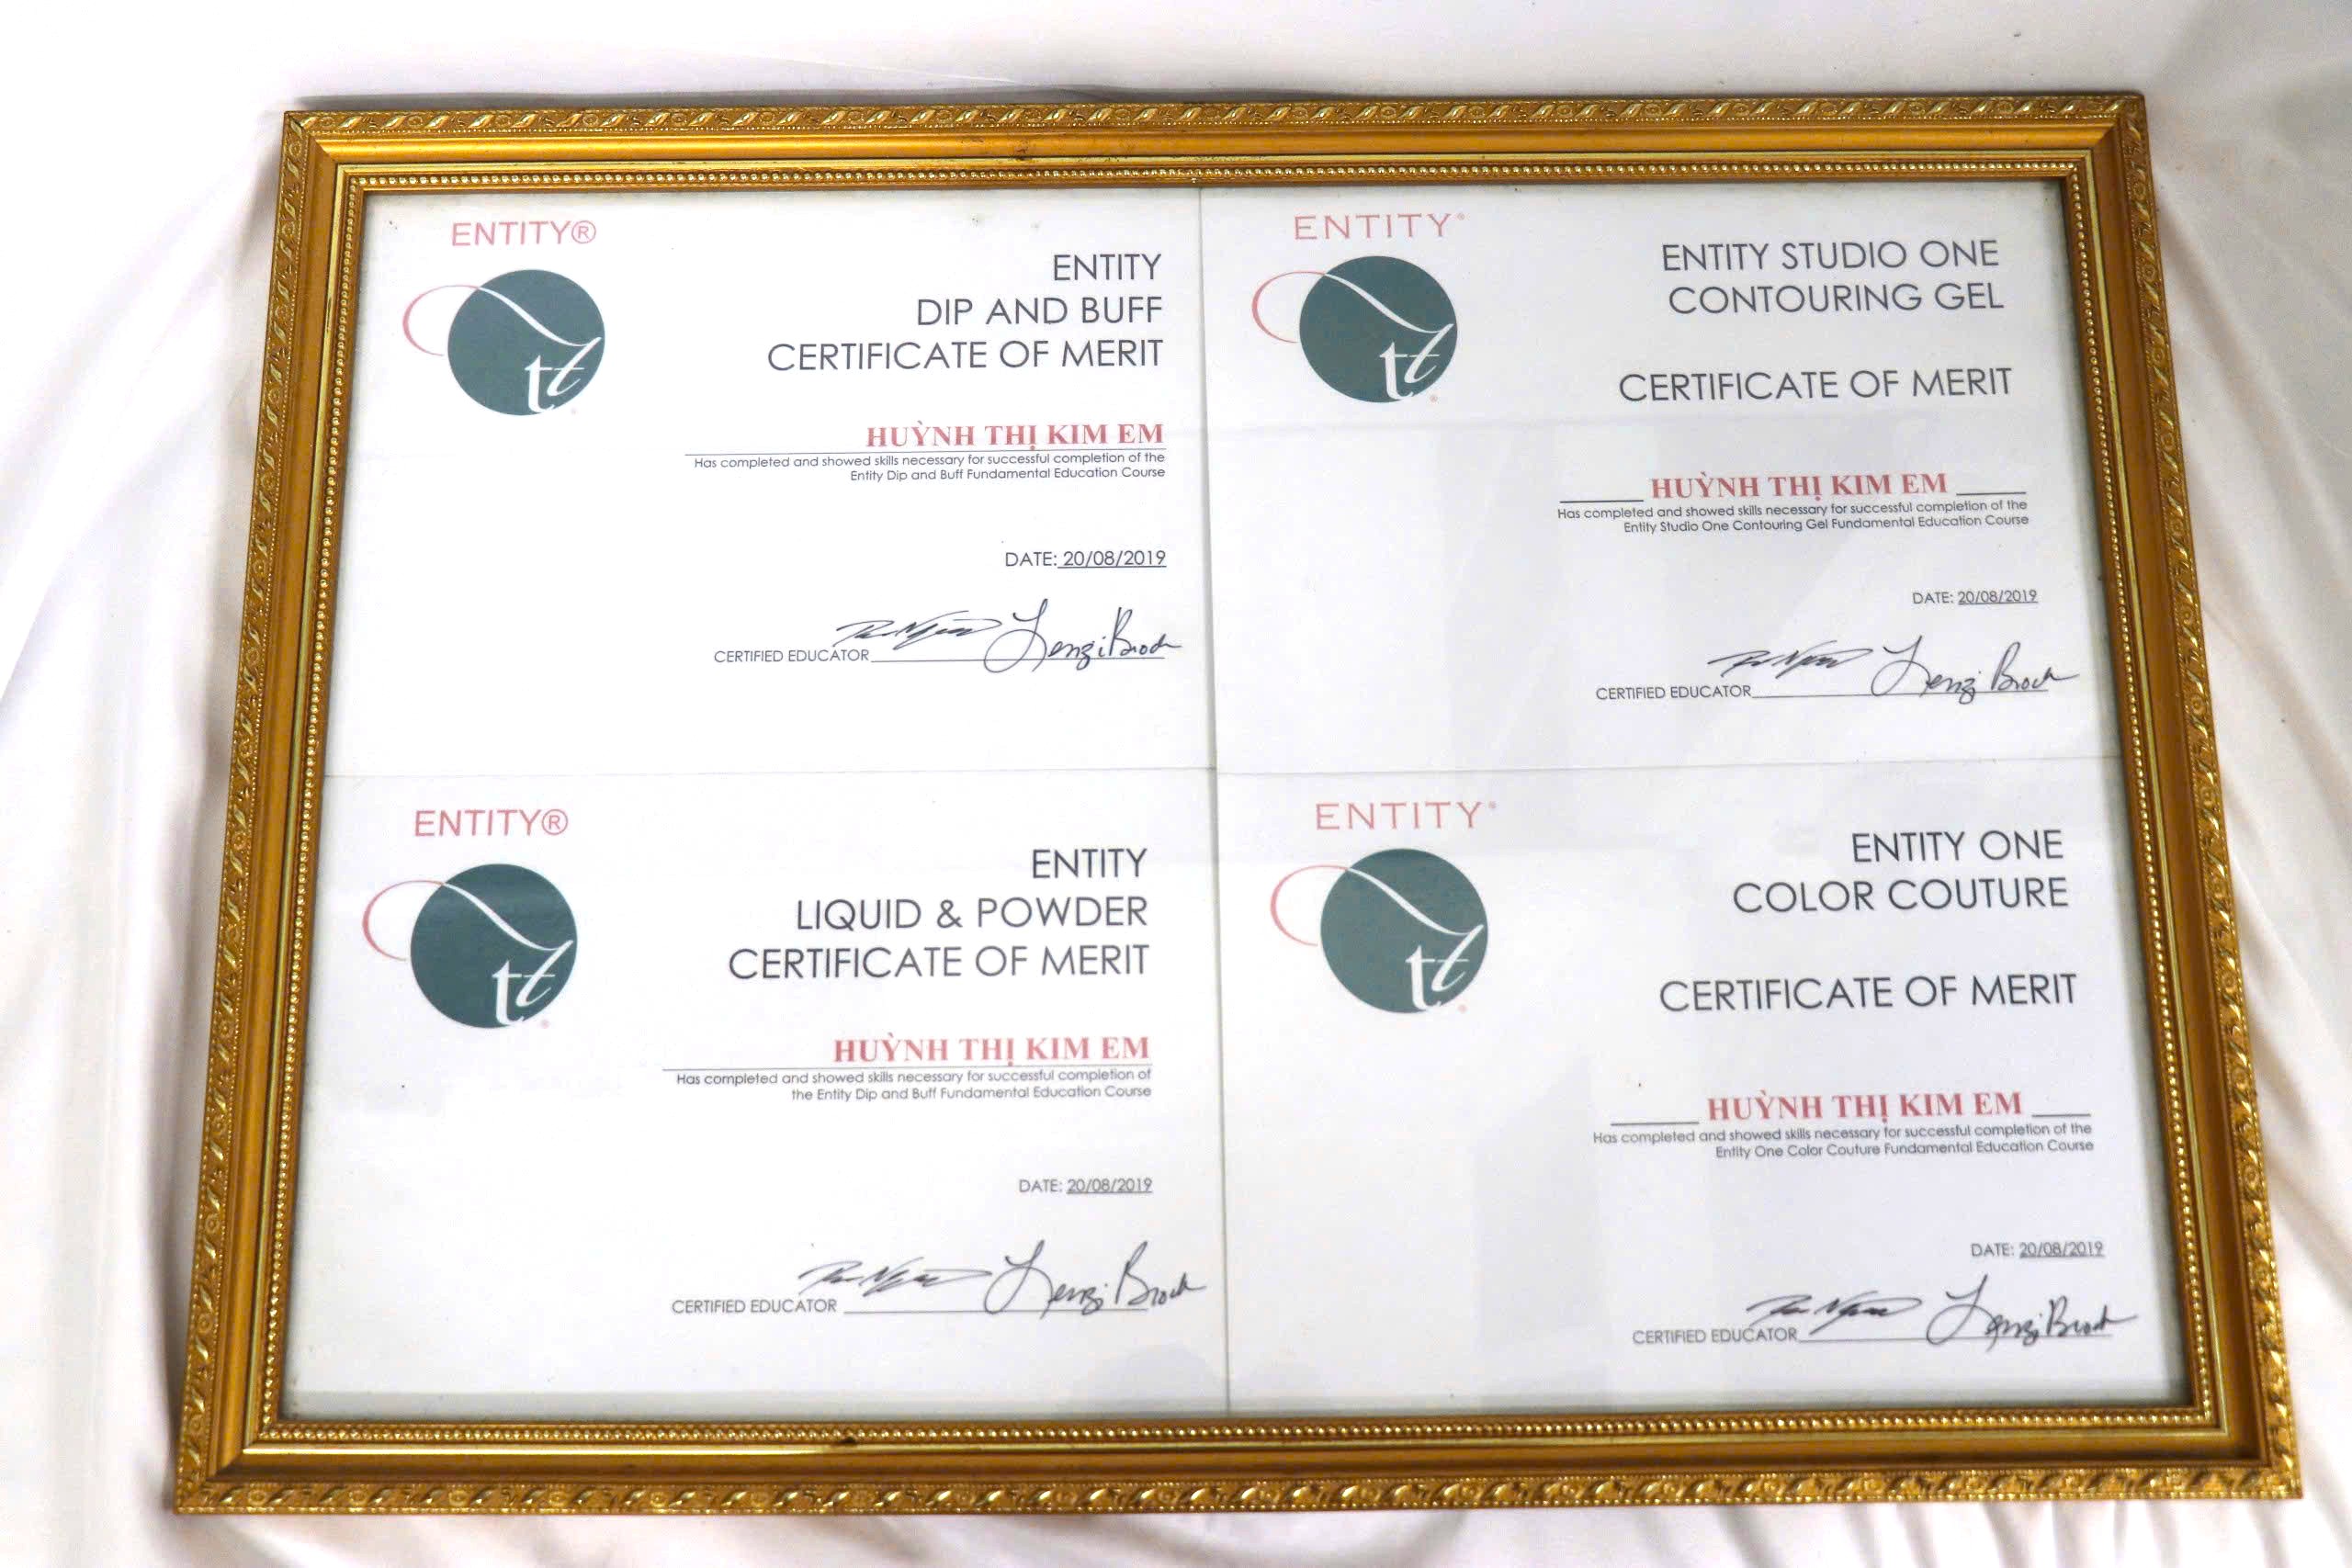 ENTITY®
tt
ENTITY
DIP AND BUFF
CERTIFICATE OF MERIT
HUỲNH THỊ KIM EM
Has completed and showed skills necessary for successful completion of the
Entity Dip and Buff Fundamental Education Course
DATE: 20/08/2019
CERTIFIED EDUCATOR
ENTITY®
tt
ENTITY STUDIO ONE
CONTOURING GEL
CERTIFICATE OF MERIT
HUỲNH THỊ KIM EM
Has completed and showed skills necessary for successful completion of the
Entity Studio One Contouring Gel Fundamental Education Course
DATE: 20/08/2019
CERTIFIED EDUCATOR
ENTITY®
tt
ENTITY
LIQUID & POWDER
CERTIFICATE OF MERIT
HUỲNH THỊ KIM EM
Has completed and showed skills necessary for successful completion of
the Entity Dip and Buff Fundamental Education Course
DATE: 20/08/2019
CERTIFIED EDUCATOR
ENTITY®
tt
ENTITY ONE
COLOR COUTURE
CERTIFICATE OF MERIT
HUỲNH THỊ KIM EM
Has completed and showed skills necessary for successful completion of the
Entity One Color Couture Fundamental Education Course
DATE: 20/08/2019
CERTIFIED EDUCATOR